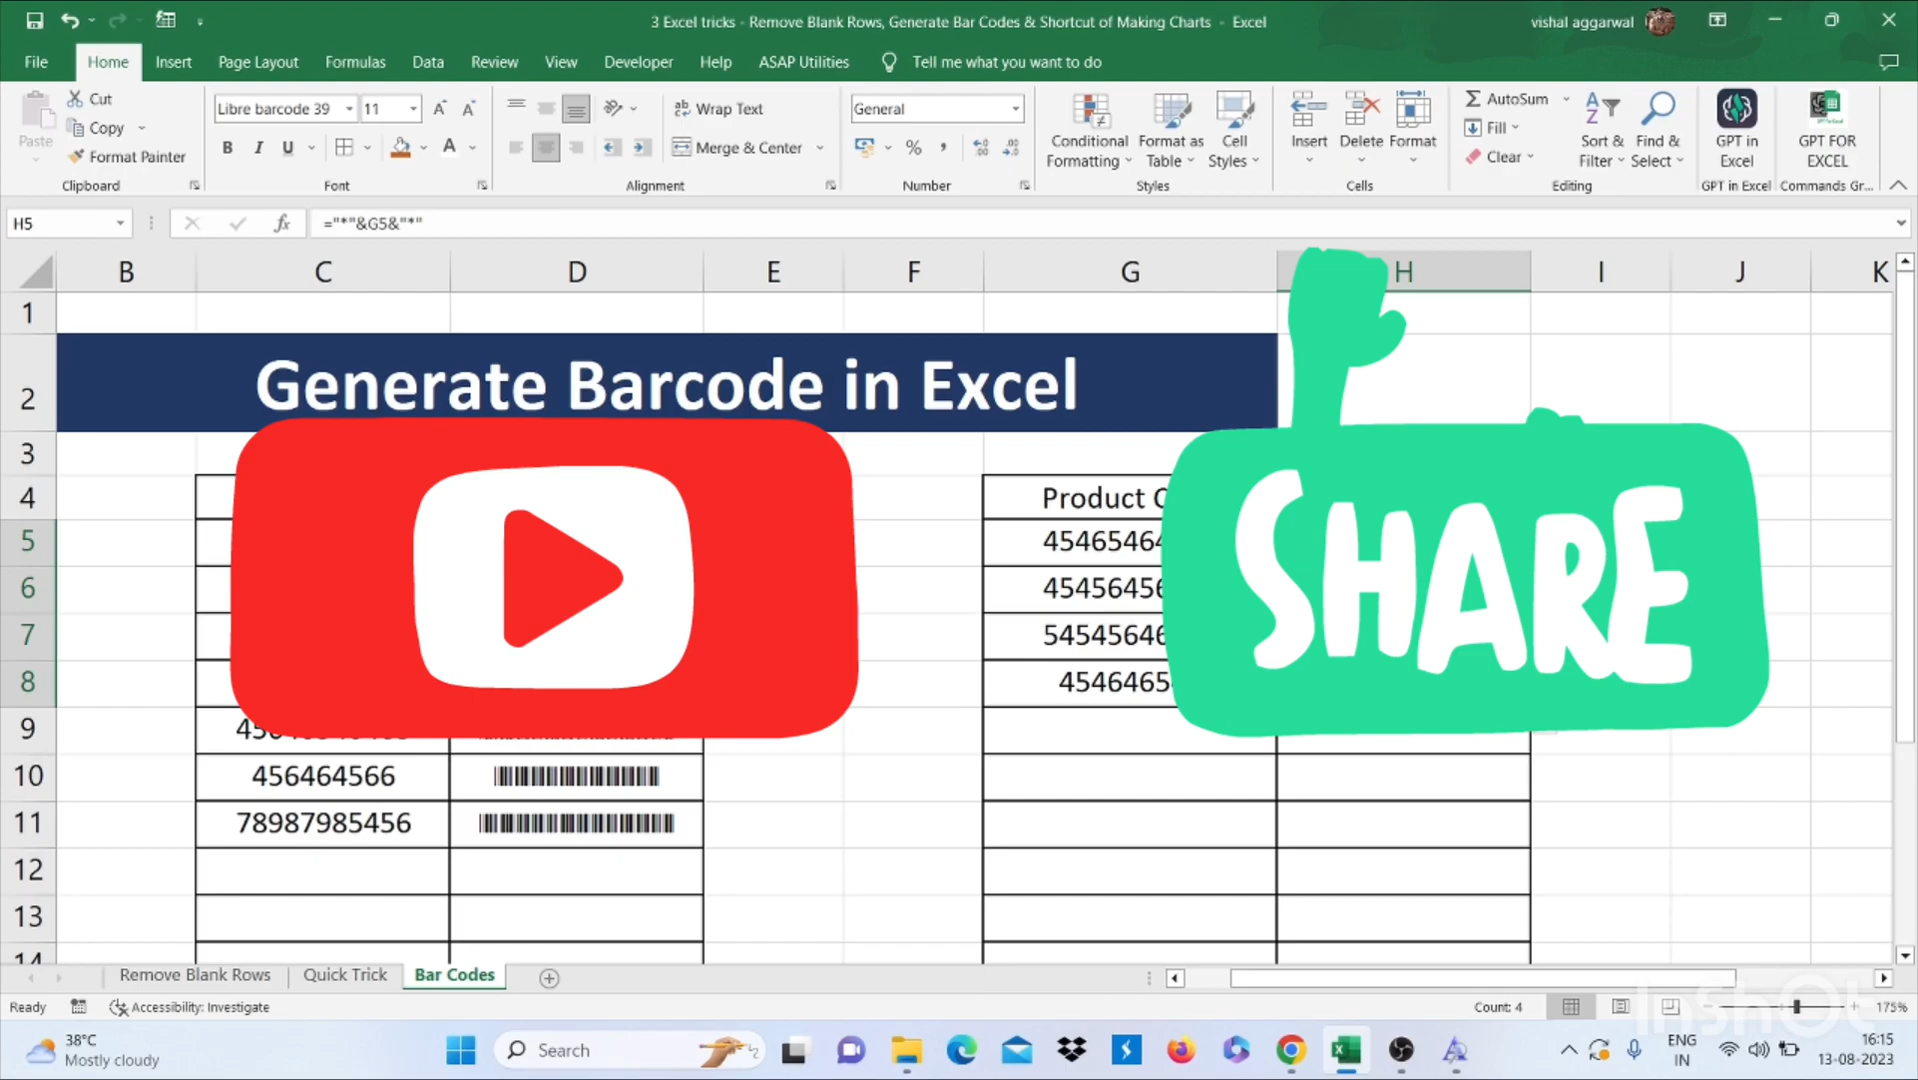 3 Excel tricks - Remove Blank Rows, Generate Bar Codes & Shortcut of Making Charts - Excel
vishal aggarwal
File Home Insert Page Layout Formulas Data Review View Developer Help ASAP Utilities Tell me what you want to do
Paste
Cut
Copy
Format Painter
Clipboard
Libre barcode 39 11
B I U A
Font
Wrap Text
Merge & Center
Alignment
General
%
Number
Conditional Formatting
Format as Table
Cell Styles
Styles
Insert Delete Format
Cells
AutoSum
Fill
Clear
Sort & Filter
Find & Select
Editing
GPT in Excel
GPT in Excel
GPT FOR EXCEL
Commands Gr...
H5 fx ="*"&G5&"*"
B C D E F G H I J K
1
2 Generate Barcode in Excel
3
4 Product
5
6
7
8
9
10 456464566
11 78987985456
12
13
14
SHARE
Remove Blank Rows Quick Trick Bar Codes
Ready Accessibility: Investigate Count: 4 175%
InShOt
38°C
Mostly cloudy
Search
ENG
IN
16:15
13-08-2023